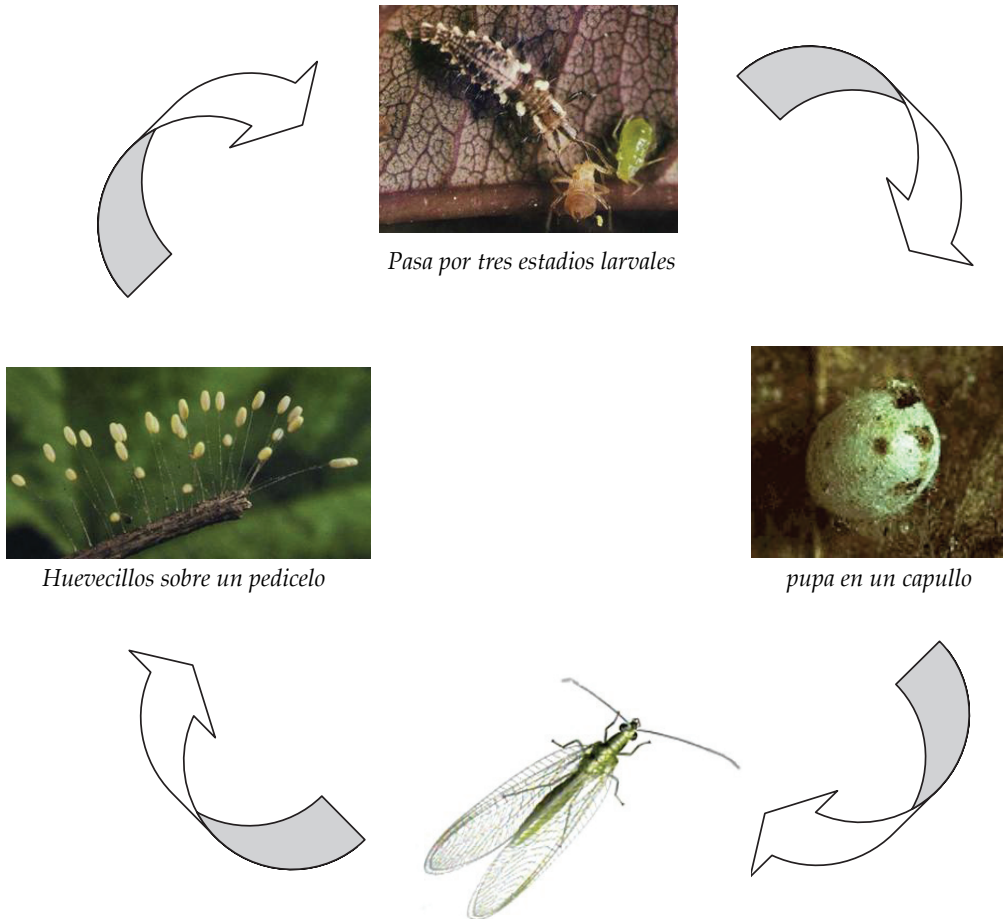 Pasa por tres estadios larvales
Huevecillos sobre un pedicelo
pupa en un capullo